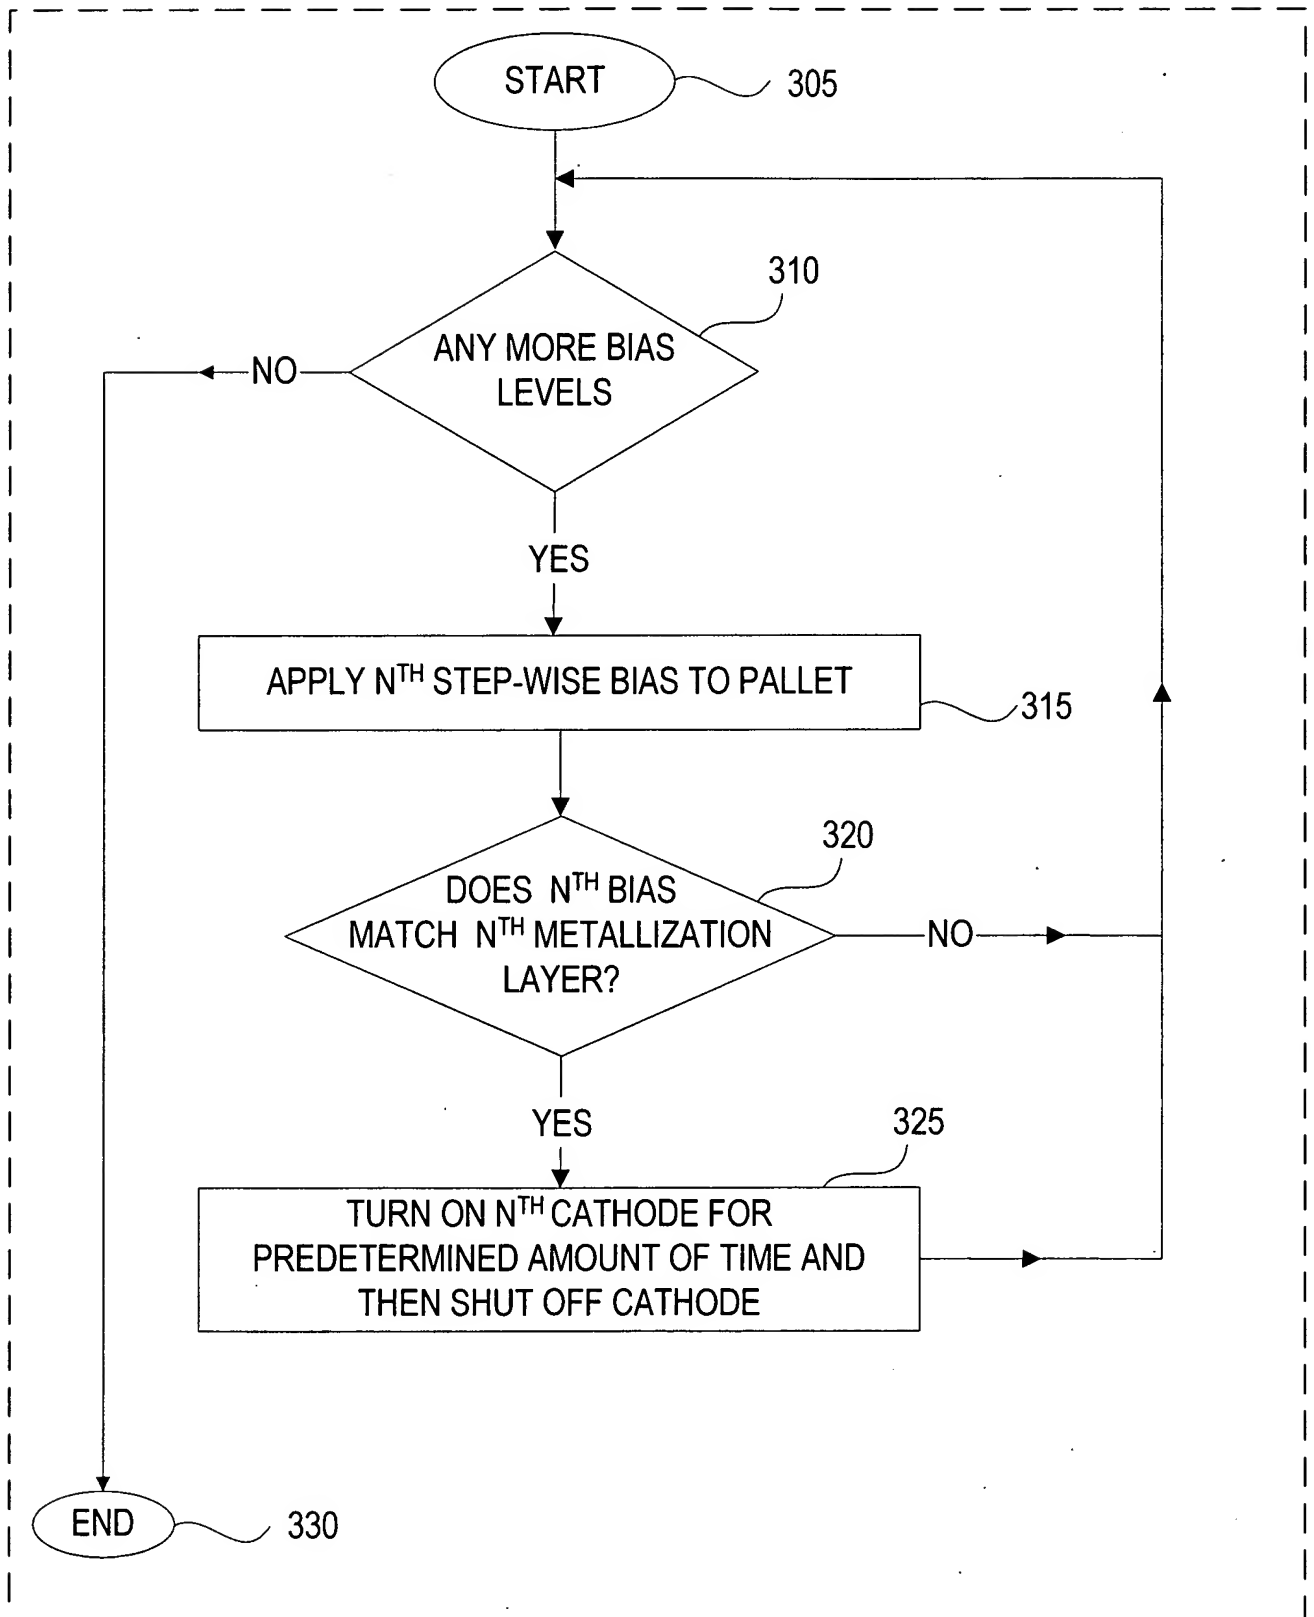 START
305
310
ANY MORE BIAS
LEVELS
NO
YES
APPLY NTH STEP-WISE BIAS TO PALLET
315
320
DOES NTH BIAS
MATCH NTH METALLIZATION
LAYER?
NO
YES
325
TURN ON NTH CATHODE FOR
PREDETERMINED AMOUNT OF TIME AND
THEN SHUT OFF CATHODE
END
330